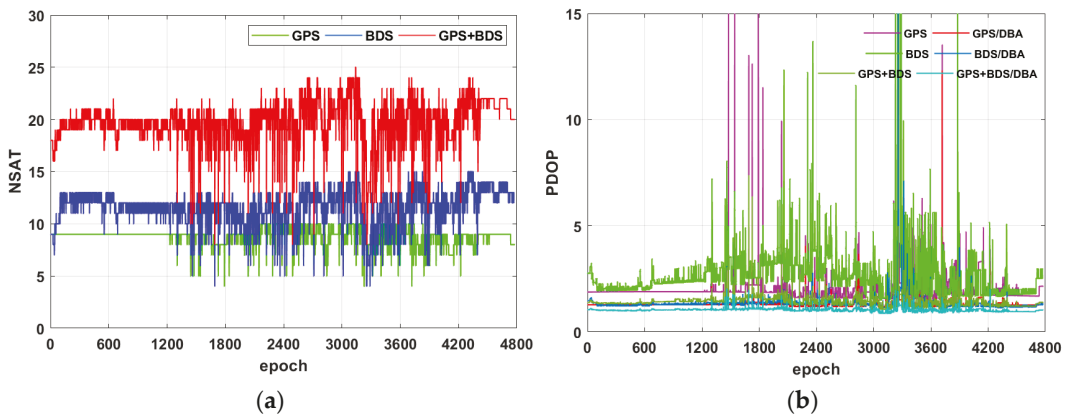 30
25
20
15
10
5
0
NSAT
GPS BDS GPS+BDS
0 600 1200 1800 2400 3000 3600 4200 4800
epoch
(a)
15
10
5
0
PDOP
GPS GPS/DBA
BDS BDS/DBA
GPS+BDS GPS+BDS/DBA
0 600 1200 1800 2400 3000 3600 4200 4800
epoch
(b)